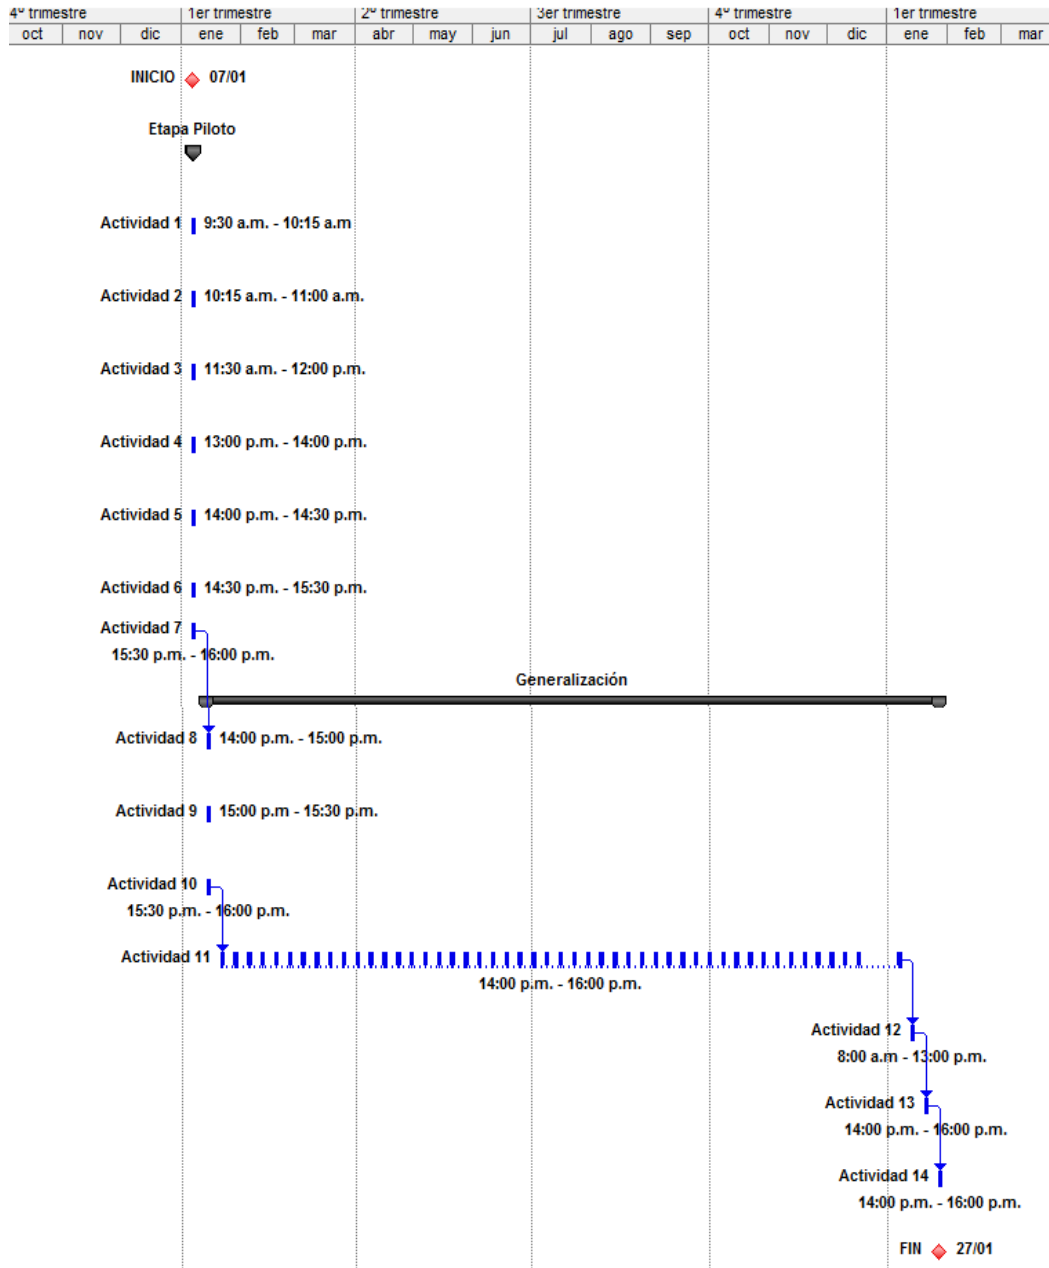 4º trimestre 1er trimestre 2º trimestre 3er trimestre 4º trimestre 1er trimestre
oct nov dic ene feb mar abr may jun jul ago sep oct nov dic ene feb mar
INICIO 07/01
Etapa Piloto
Actividad 1 9:30 a.m. - 10:15 a.m
Actividad 2 10:15 a.m. - 11:00 a.m.
Actividad 3 11:30 a.m. - 12:00 p.m.
Actividad 4 13:00 p.m. - 14:00 p.m.
Actividad 5 14:00 p.m. - 14:30 p.m.
Actividad 6 14:30 p.m. - 15:30 p.m.
Actividad 7
15:30 p.m. - 16:00 p.m.
Generalización
Actividad 8 14:00 p.m. - 15:00 p.m.
Actividad 9 15:00 p.m - 15:30 p.m.
Actividad 10
15:30 p.m. - 16:00 p.m.
Actividad 11
14:00 p.m. - 16:00 p.m.
Actividad 12
8:00 a.m - 13:00 p.m.
Actividad 13
14:00 p.m. - 16:00 p.m.
Actividad 14
14:00 p.m. - 16:00 p.m.
FIN 27/01